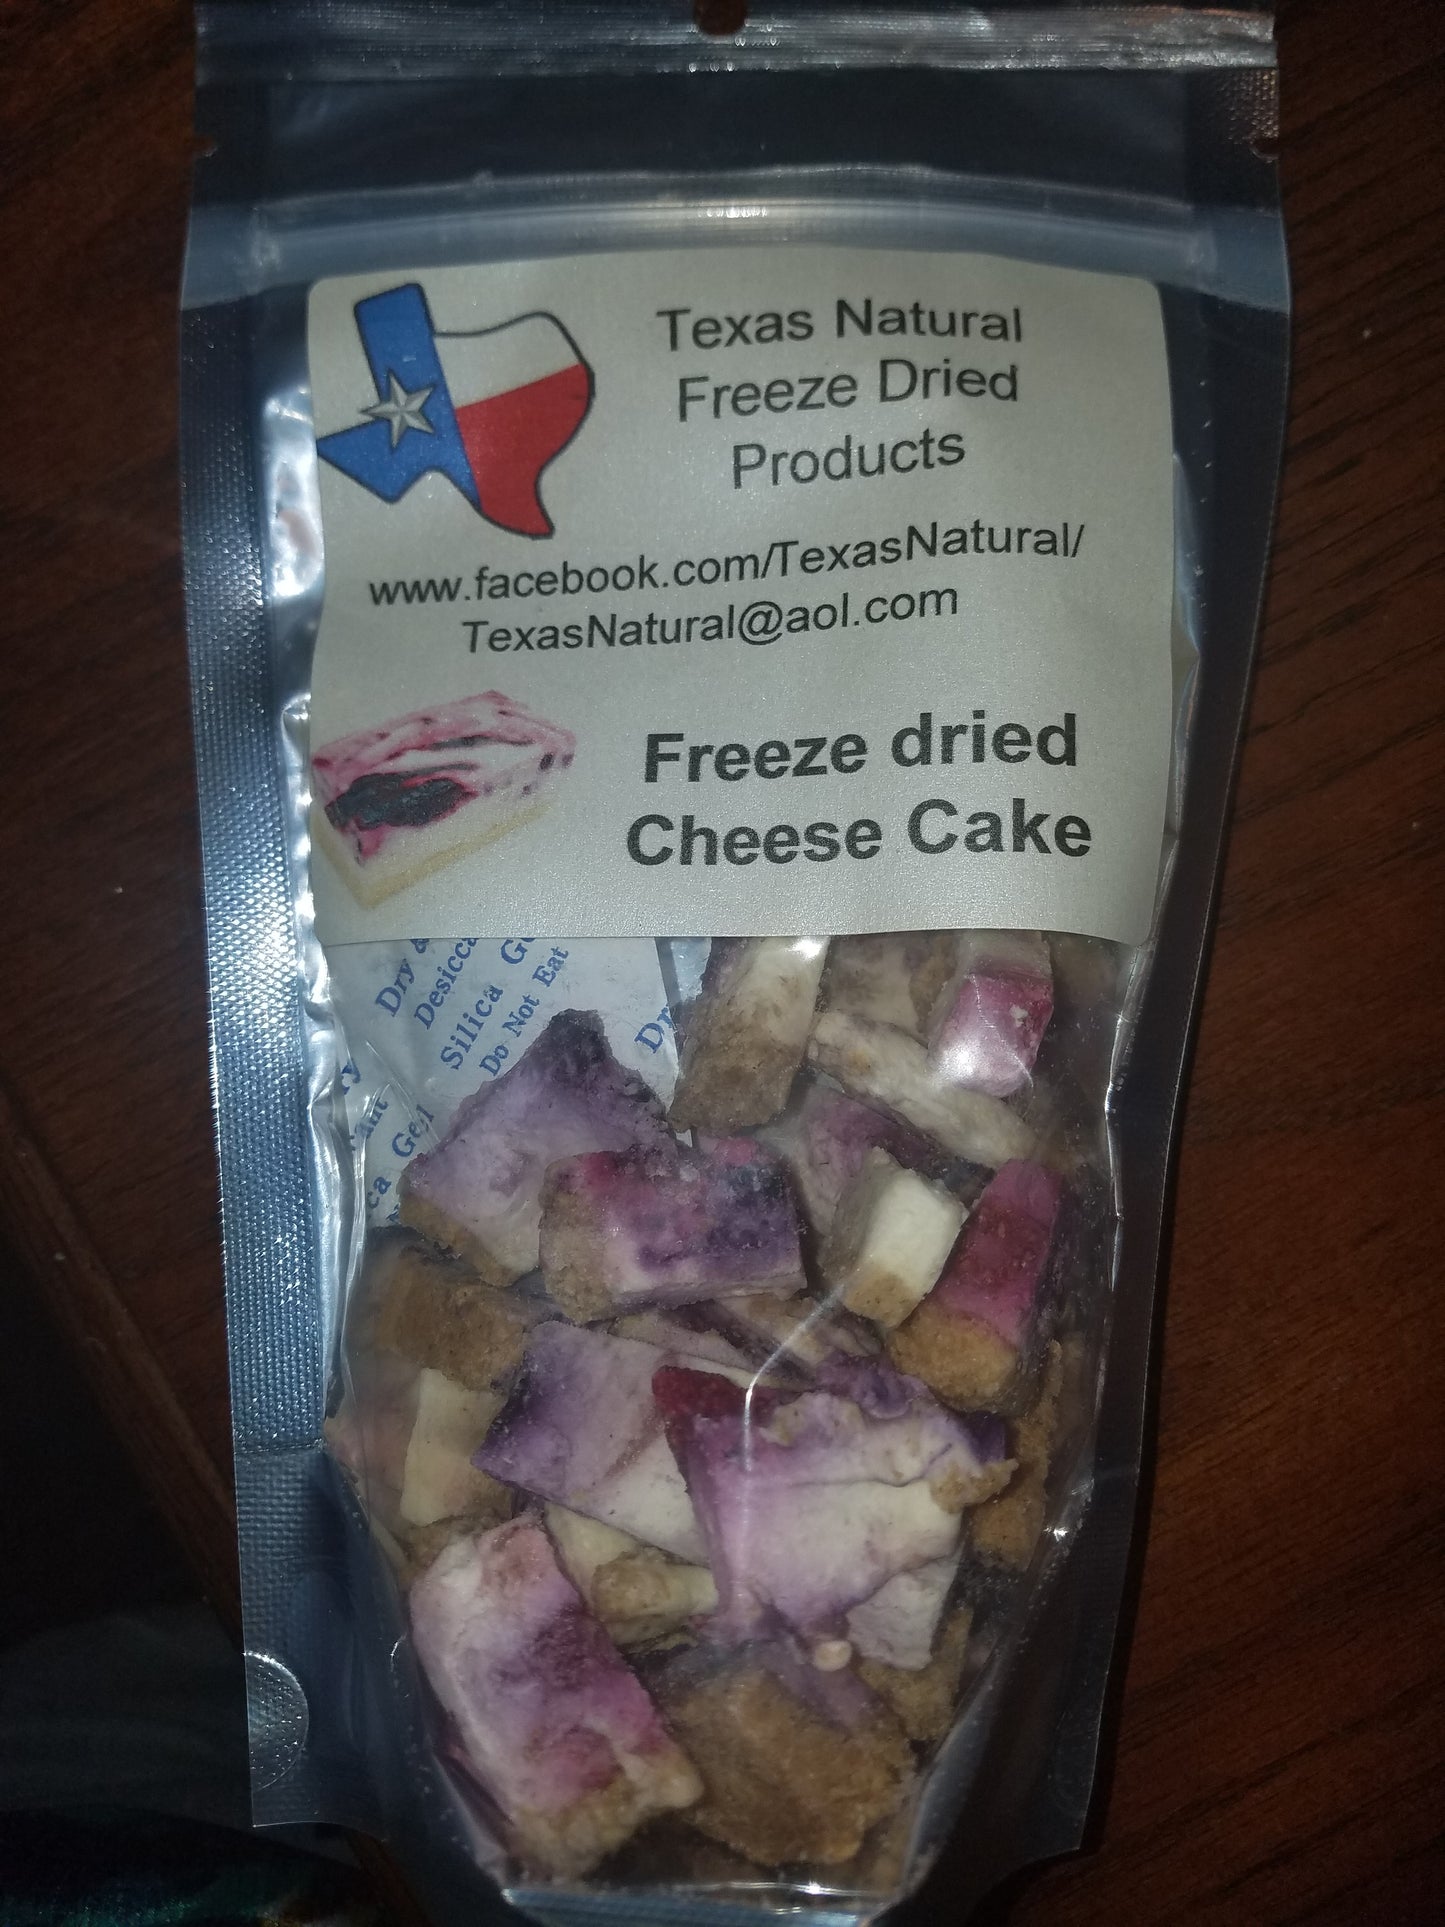 Texas Natural
Freeze Dried
Products
www.facebook.com/TexasNatural/
TexasNatural@aol.com
Freeze dried
Cheese Cake
Dry &
Silica
Do Not Eat